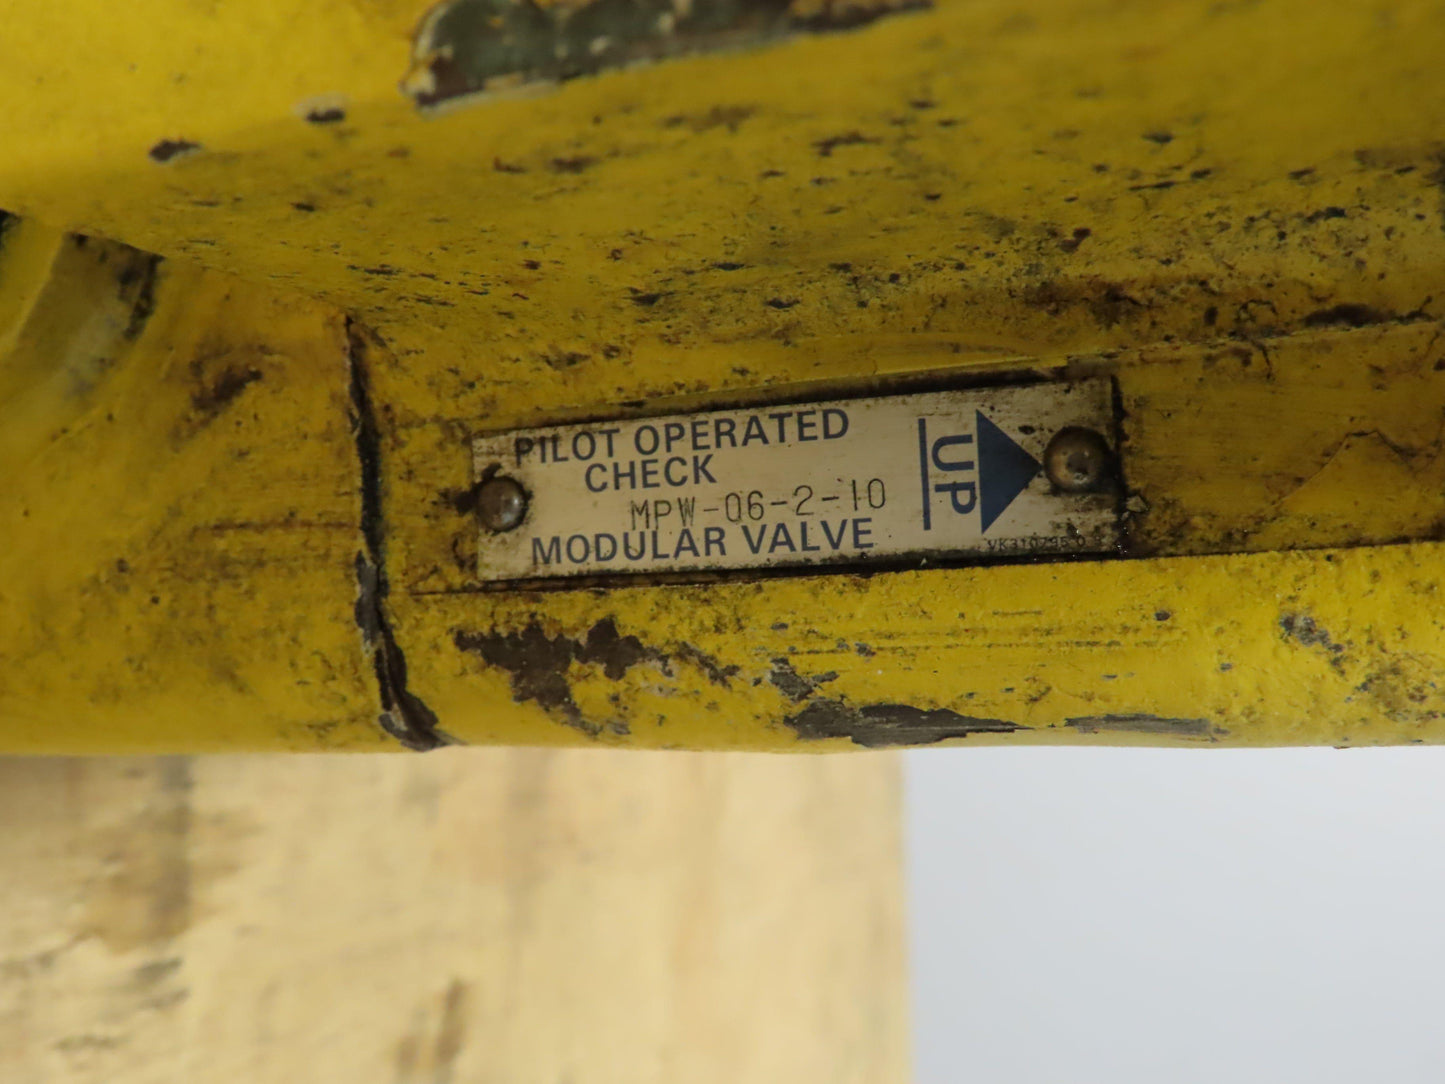 PILOT OPERATED
CHECK
MPW-06-2-10
MODULAR VALVE
UP